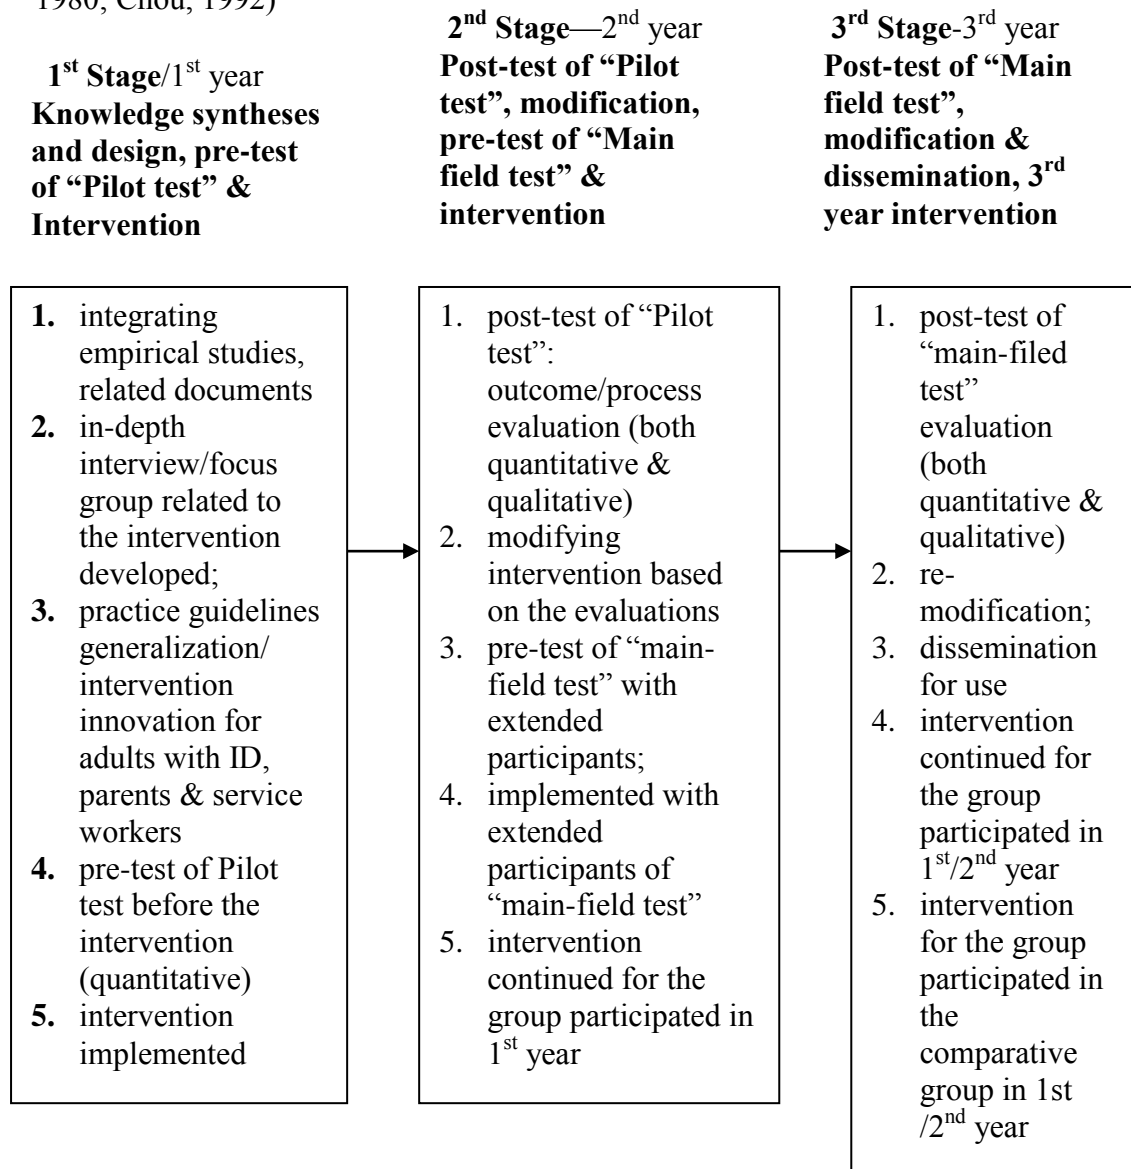 1980; Chou, 1992)
1st Stage/1st year
Knowledge syntheses
and design, pre-test
of “Pilot test” &
Intervention
2nd Stage—2nd year
Post-test of “Pilot
test”, modification,
pre-test of “Main
field test” &
intervention
3rd Stage-3rd year
Post-test of “Main
field test”,
modification &
dissemination, 3rd
year intervention
1. integrating
empirical studies,
related documents
2. in-depth
interview/focus
group related to
the intervention
developed;
3. practice guidelines
generalization/
intervention
innovation for
adults with ID,
parents & service
workers
4. pre-test of Pilot
test before the
intervention
(quantitative)
5. intervention
implemented
1. post-test of “Pilot
test”:
outcome/process
evaluation (both
quantitative &
qualitative)
2. modifying
intervention based
on the evaluations
3. pre-test of “main-
field test” with
extended
participants;
4. implemented with
extended
participants of
“main-field test”
5. intervention
continued for the
group participated in
1st year
1. post-test of
“main-filed
test”
evaluation
(both
quantitative &
qualitative)
2. re-
modification;
3. dissemination
for use
4. intervention
continued for
the group
participated in
1st/2nd year
5. intervention
for the group
participated in
the
comparative
group in 1st
/2nd year